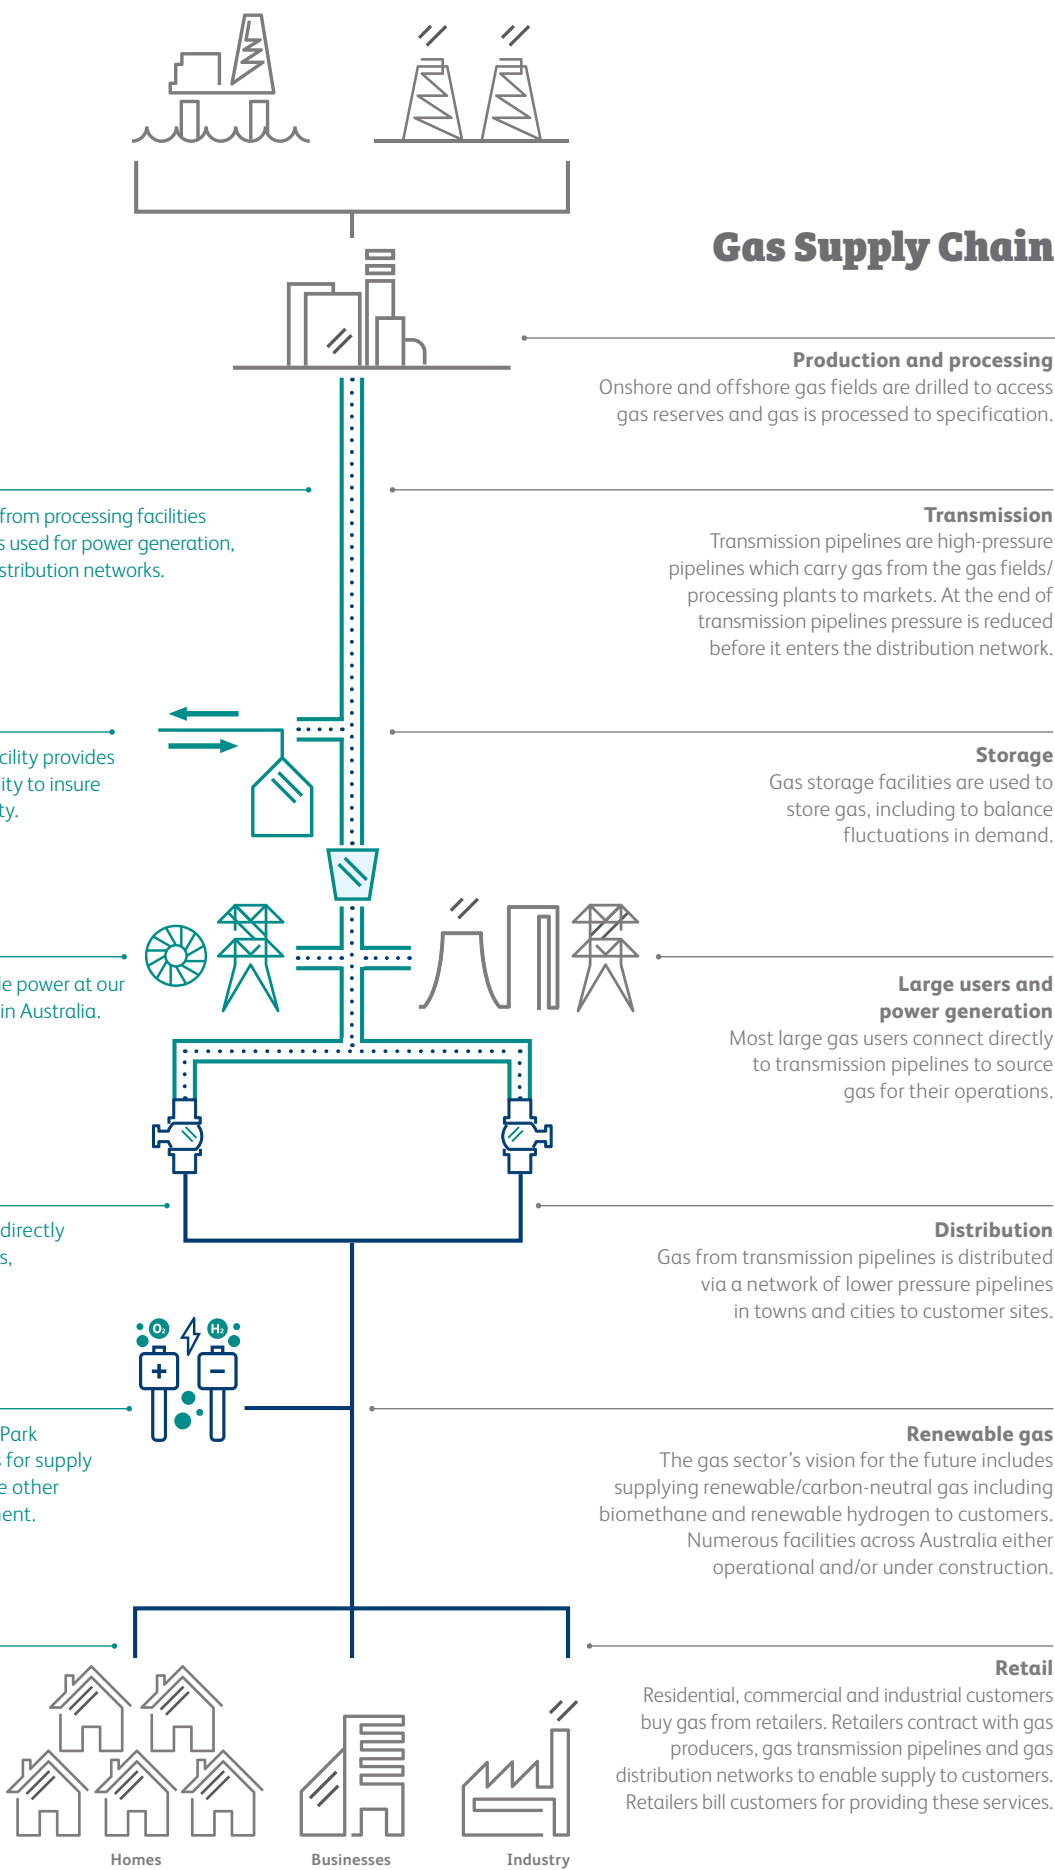 Gas Supply Chain
Production and processing
Onshore and offshore gas fields are drilled to access
gas reserves and gas is processed to specification.
from processing facilities
s used for power generation,
stribution networks.
Transmission
Transmission pipelines are high-pressure
pipelines which carry gas from the gas fields/
processing plants to markets. At the end of
transmission pipelines pressure is reduced
before it enters the distribution network.
cility provides
ity to insure
ty.
Storage
Gas storage facilities are used to
store gas, including to balance
fluctuations in demand.
le power at our
in Australia.
Large users and
power generation
Most large gas users connect directly
to transmission pipelines to source
gas for their operations.
directly
s,
Distribution
Gas from transmission pipelines is distributed
via a network of lower pressure pipelines
in towns and cities to customer sites.
O₂ H₂
+ −
Park
s for supply
e other
nent.
Renewable gas
The gas sector’s vision for the future includes
supplying renewable/carbon-neutral gas including
biomethane and renewable hydrogen to customers.
Numerous facilities across Australia either
operational and/or under construction.
Retail
Residential, commercial and industrial customers
buy gas from retailers. Retailers contract with gas
producers, gas transmission pipelines and gas
distribution networks to enable supply to customers.
Retailers bill customers for providing these services.
Homes Businesses Industry